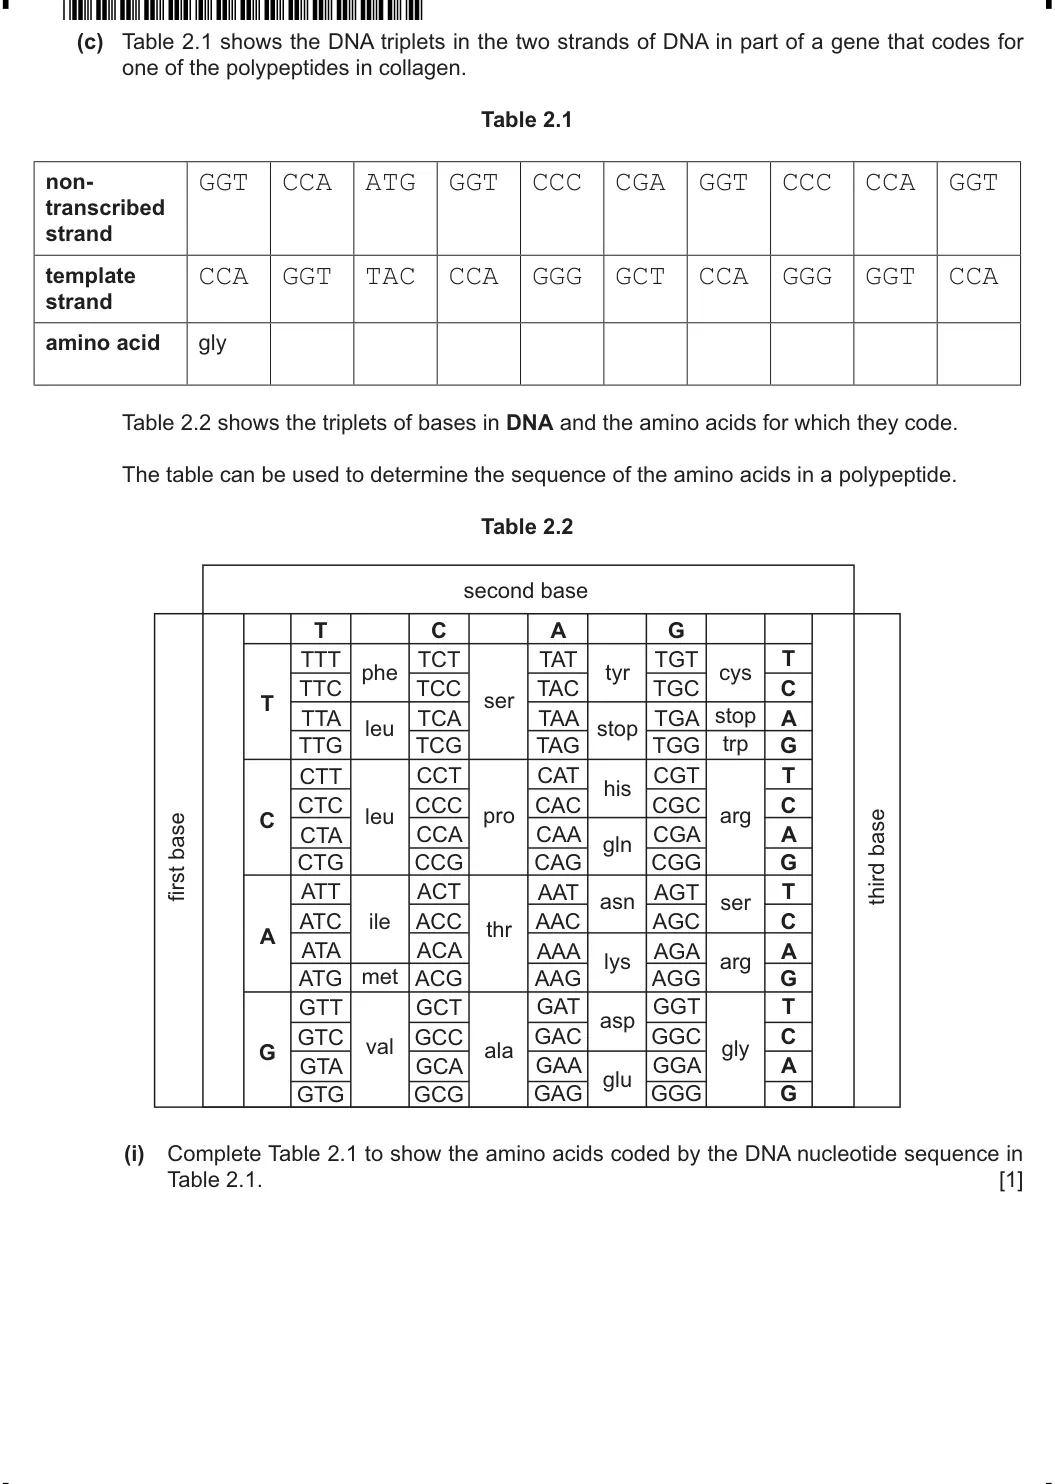 (c) Table 2.1 shows the DNA triplets in the two strands of DNA in part of a gene that codes for
one of the polypeptides in collagen.
Table 2.1
non-transcribed strand GGT CCA ATG GGT CCC CGA GGT CCC CCA GGT
template strand CCA GGT TAC CCA GGG GCT CCA GGG GGT CCA
amino acid gly
Table 2.2 shows the triplets of bases in DNA and the amino acids for which they code.
The table can be used to determine the sequence of the amino acids in a polypeptide.
Table 2.2
second base
first base
third base
T C A G
T
TTT phe TCT ser TAT tyr TGT cys T
TTC TCC TAC TGC C
TTA leu TCA TAA stop TGA stop A
TTG TCG TAG TGG trp G
C
CTT leu CCT pro CAT his CGT arg T
CTC CCC CAC CGC C
CTA CCA CAA gln CGA A
CTG CCG CAG CGG G
A
ATT ile ACT thr AAT asn AGT ser T
ATC ACC AAC AGC C
ATA ACA AAA lys AGA arg A
ATG met ACG AAG AGG G
G
GTT val GCT ala GAT asp GGT gly T
GTC GCC GAC GGC C
GTA GCA GAA glu GGA A
GTG GCG GAG GGG G
(i) Complete Table 2.1 to show the amino acids coded by the DNA nucleotide sequence in
Table 2.1. [1]